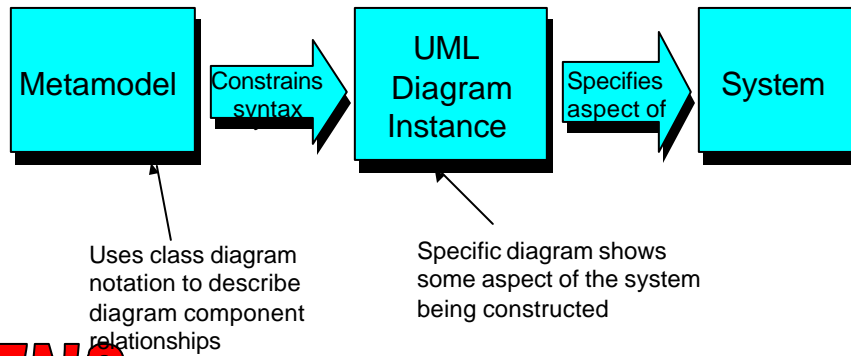 Metamodel
Constrains
syntax
UML
Diagram
Instance
Specifies
aspect of
System
Uses class diagram
notation to describe
diagram component
relationships
Specific diagram shows
some aspect of the system
being constructed